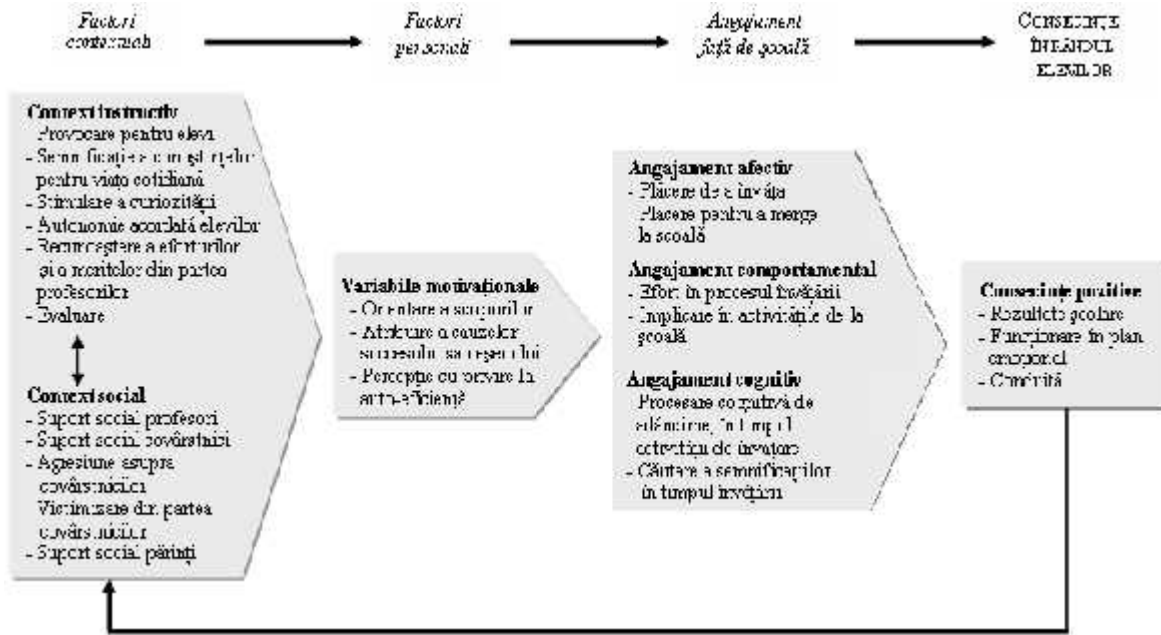 Factori
contextuali
Factori
personali
Angajament
față de școală
CONSECINȚE
ÎN RÂNDUL
ELEVILOR
Context instructiv
Provocare pentru elevi
- Semnificație a cunoștințelor
pentru viața cotidiană
- Stimulare a curiozității
- Autonomie acordată elevilor
- Recunoaștere a eforturilor
și a meritelor din partea
profesorilor
- Evaluare
Context social
- Suport social profesori
- Suport social covârstnici
- Agresiune asupra
covârstnicilor
Victimizare din partea
covârstnicilor
- Suport social părinți
Variabile motivaționale
- Orientare a scopurilor
- Atribuire a cauzelor
succesului sau eșecului
- Percepție cu privire la
auto-eficiență
Angajament afectiv
- Plăcere de a învăța
Plăcere pentru a merge
la școală
Angajament comportamental
- Efort în procesul învățării
- Implicare în activitățile de la
școală
Angajament cognitiv
- Procesare cognitivă de
adâncime, în timpul
activității de învățare
- Căutare a semnificațiilor
în timpul învățării
Consecințe pozitive
- Rezultate școlare
- Funcționare în plan
emoțional
- Conduită